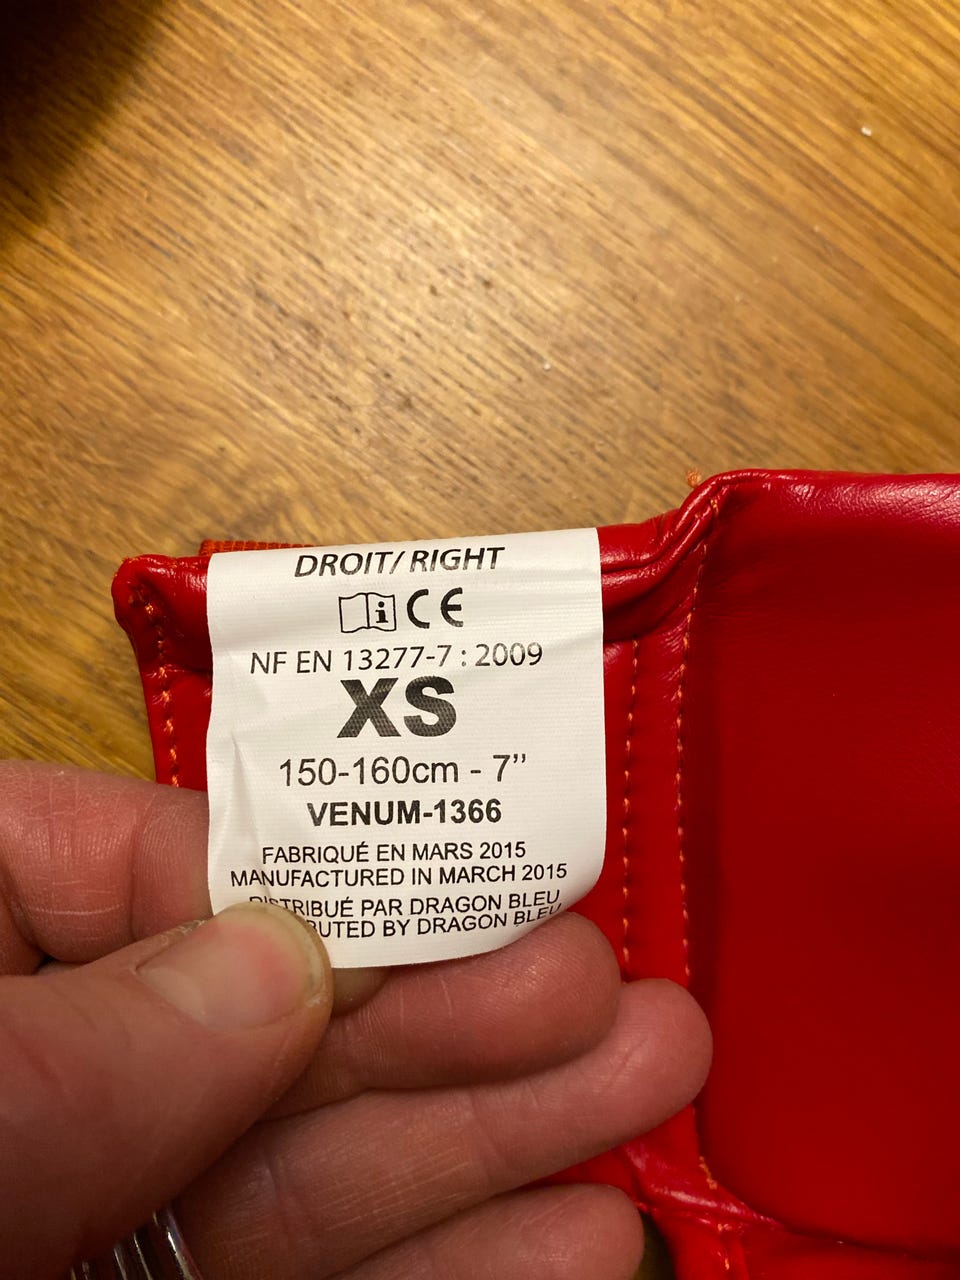 DROIT/ RIGHT
i CE
NF EN 13277-7 : 2009
XS
150-160cm - 7’’
VENUM-1366
FABRIQUÉ EN MARS 2015
MANUFACTURED IN MARCH 2015
DISTRIBUÉ PAR DRAGON BLEU
BY DRAGON BLEU